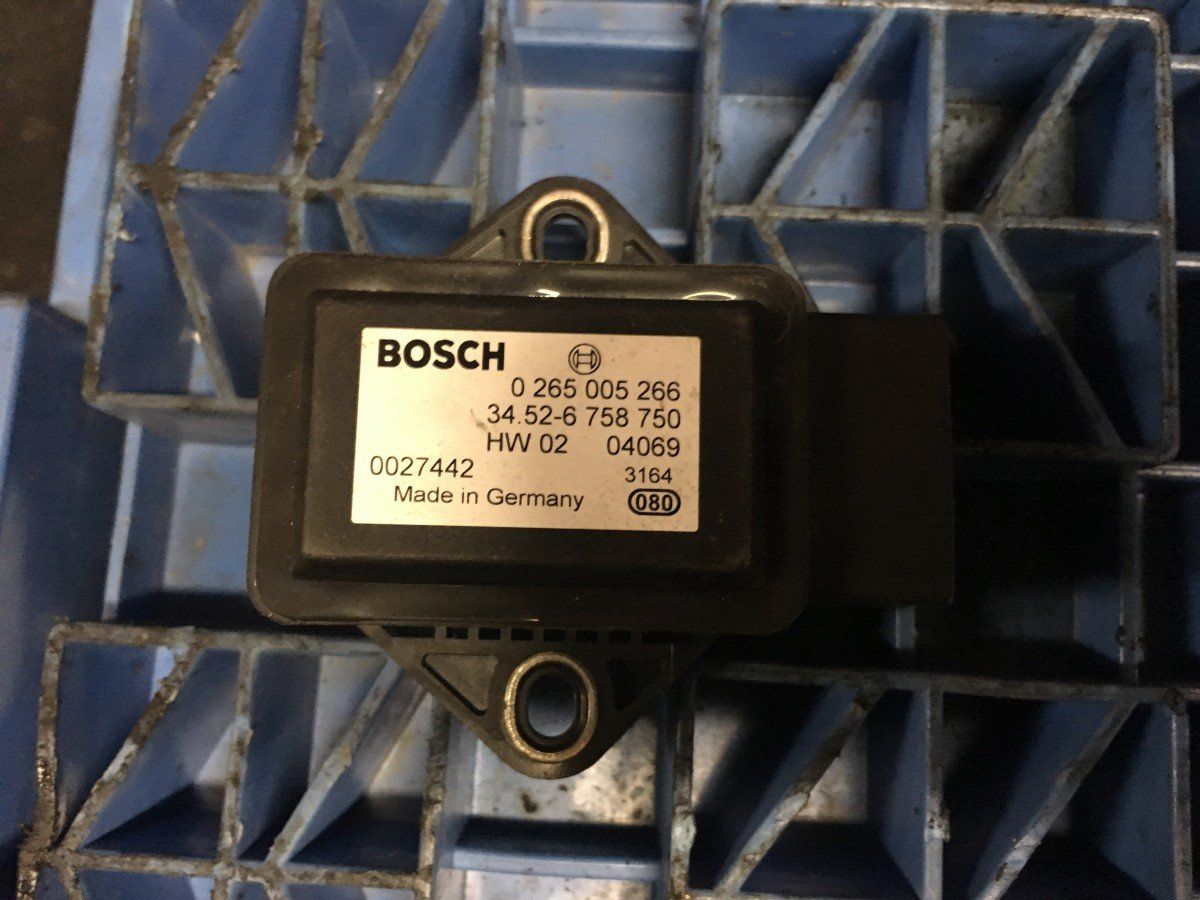 BOSCH
0 265 005 266
34.52-6 758 750
HW 02 04069
0027442 3164
Made in Germany 080